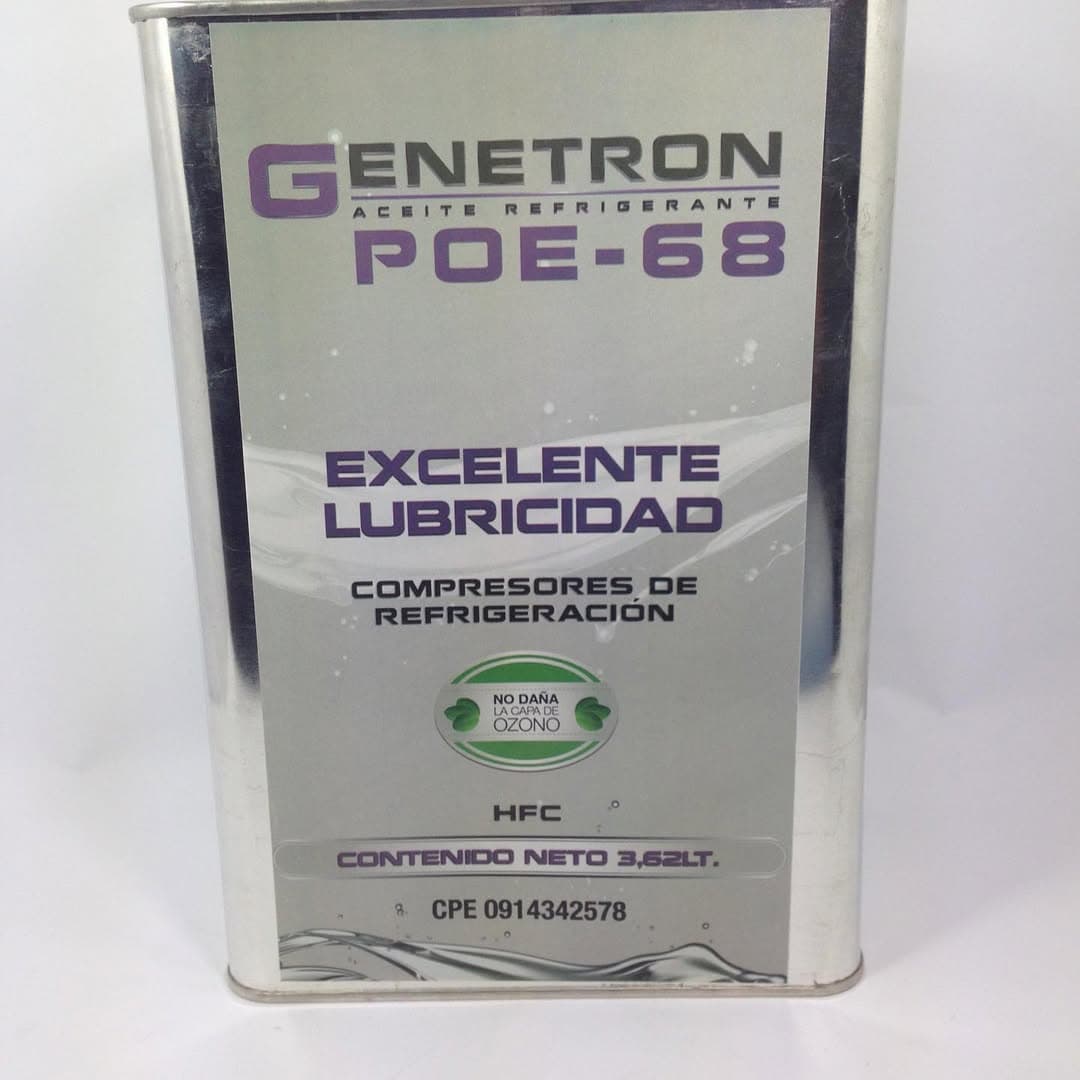 GENETRON
ACEITE REFRIGERANTE
POE-68
EXCELENTE
LUBRICIDAD
COMPRESORES DE
REFRIGERACIÓN
NO DAÑA
LA CAPA DE
OZONO
HFC
CONTENIDO NETO 3,62LT.
CPE 0914342578